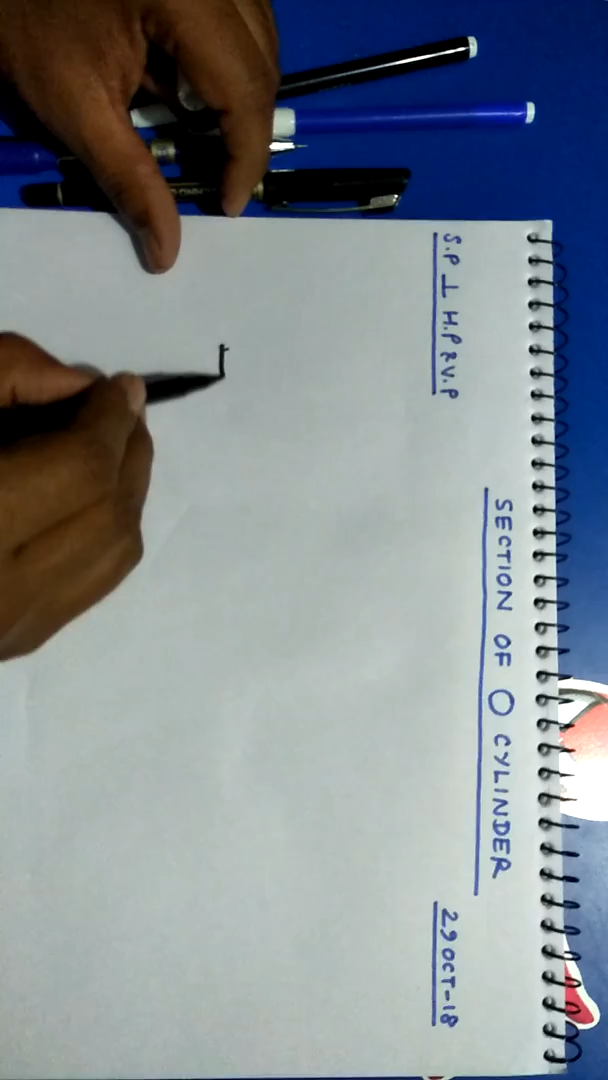 SECTION OF O CYLINDER
S.P ⊥ H.P & V.P
29 OCT-18